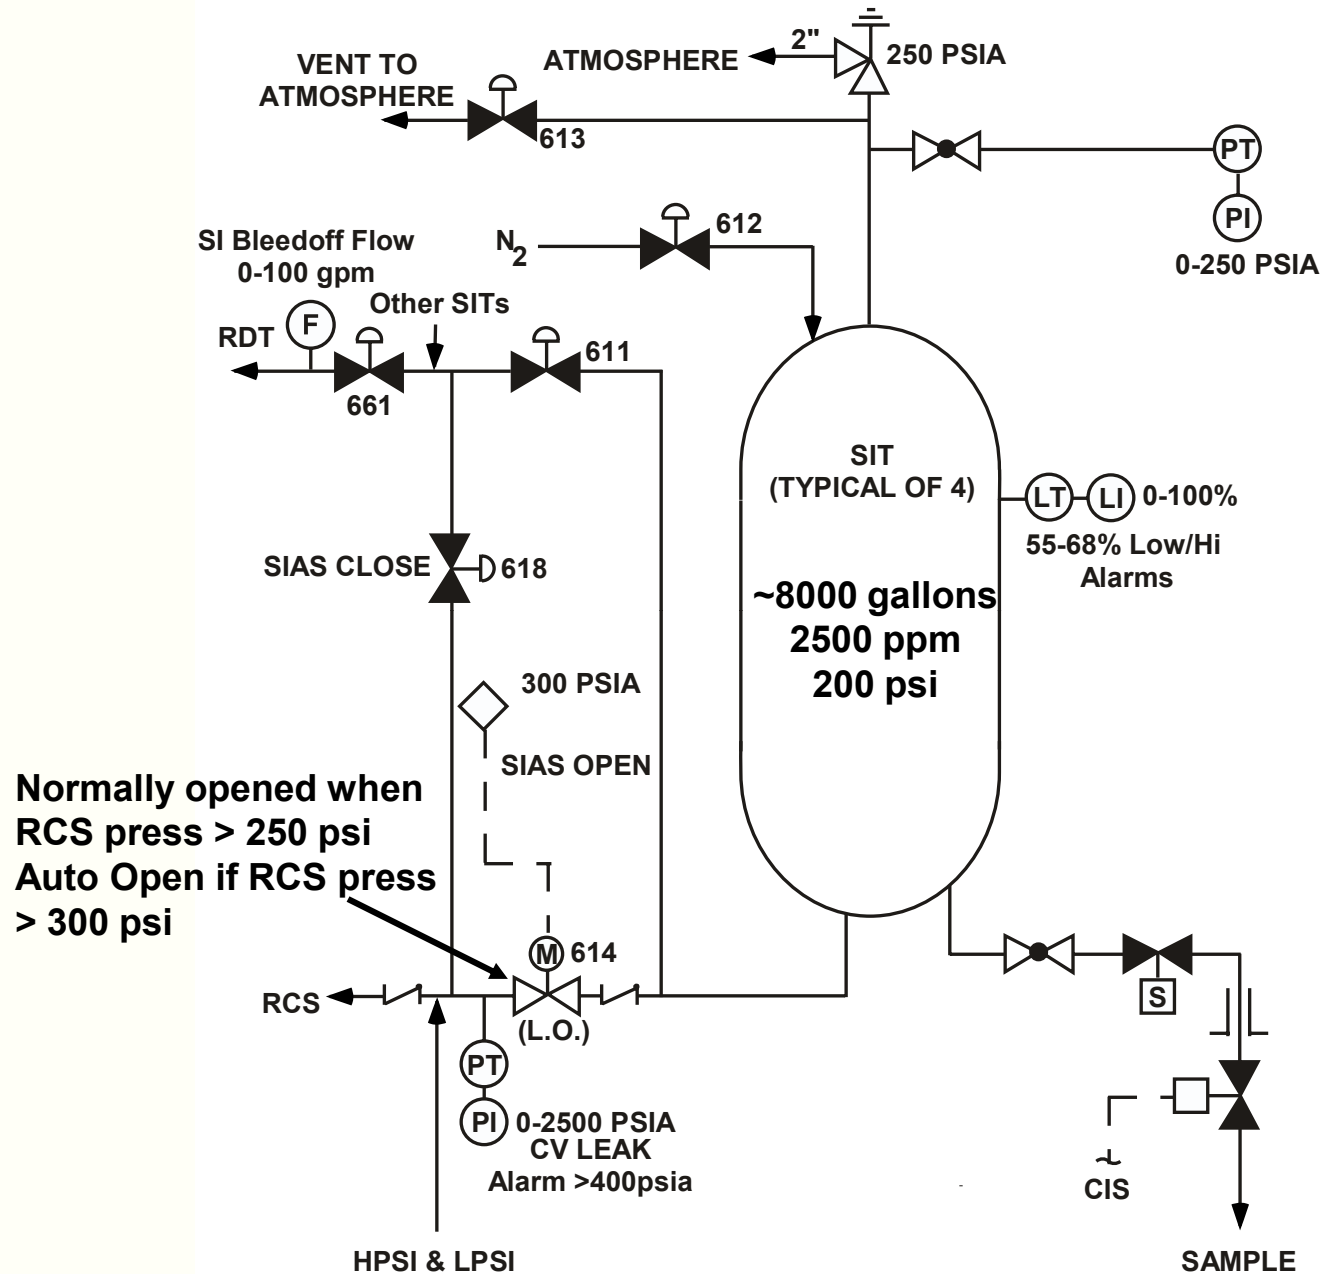 2"
250 PSIA
ATMOSPHERE
VENT TO
ATMOSPHERE
613
PT
PI
0-250 PSIA
612
N2
SI Bleedoff Flow
0-100 gpm
Other SITs
F
RDT
611
661
SIT
(TYPICAL OF 4)
LT
LI
0-100%
55-68% Low/Hi
Alarms
SIAS CLOSE
618
~8000 gallons
2500 ppm
200 psi
300 PSIA
SIAS OPEN
Normally opened when
RCS press > 250 psi
Auto Open if RCS press
> 300 psi
M
614
RCS
(L.O.)
S
PT
PI
0-2500 PSIA
CV LEAK
Alarm >400psia
CIS
HPSI & LPSI
SAMPLE